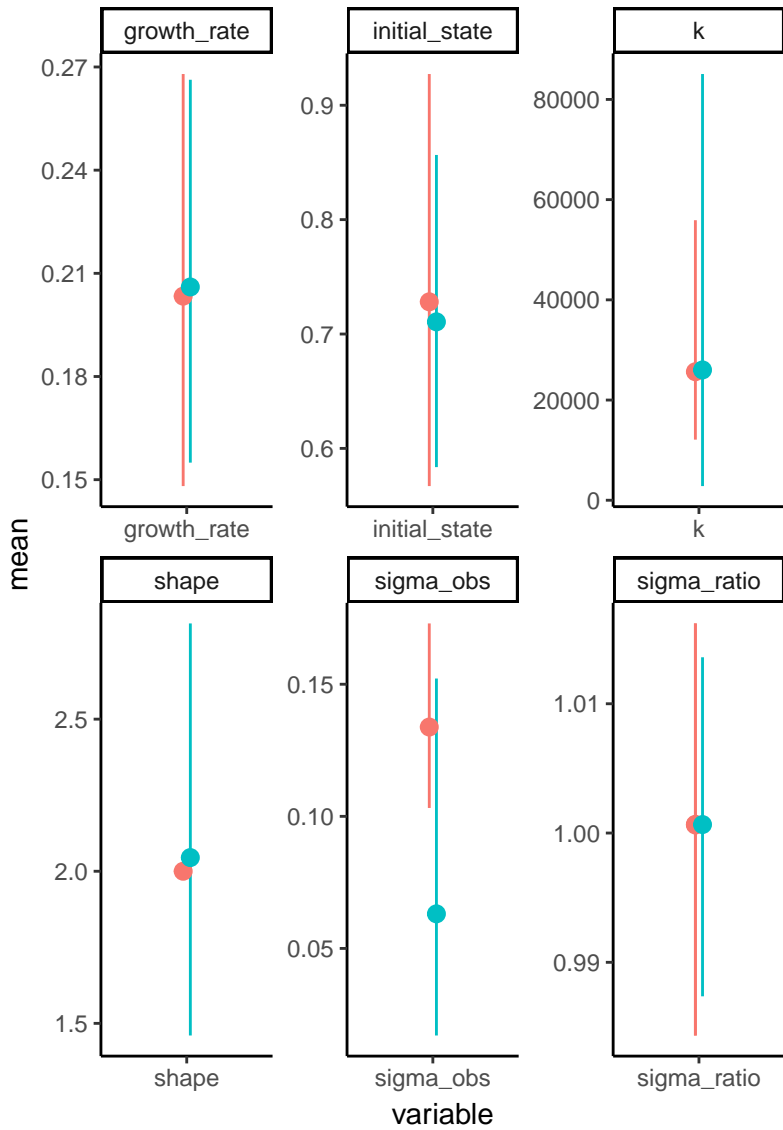 growth_rate
initial_state
k
0.27
0.24
0.21
0.18
0.15
0.9
0.8
0.7
0.6
80000
60000
40000
20000
0
growth_rate
initial_state
k
mean
shape
sigma_obs
sigma_ratio
2.5
2.0
1.5
0.15
0.10
0.05
1.01
1.00
0.99
shape
sigma_obs
sigma_ratio
variable